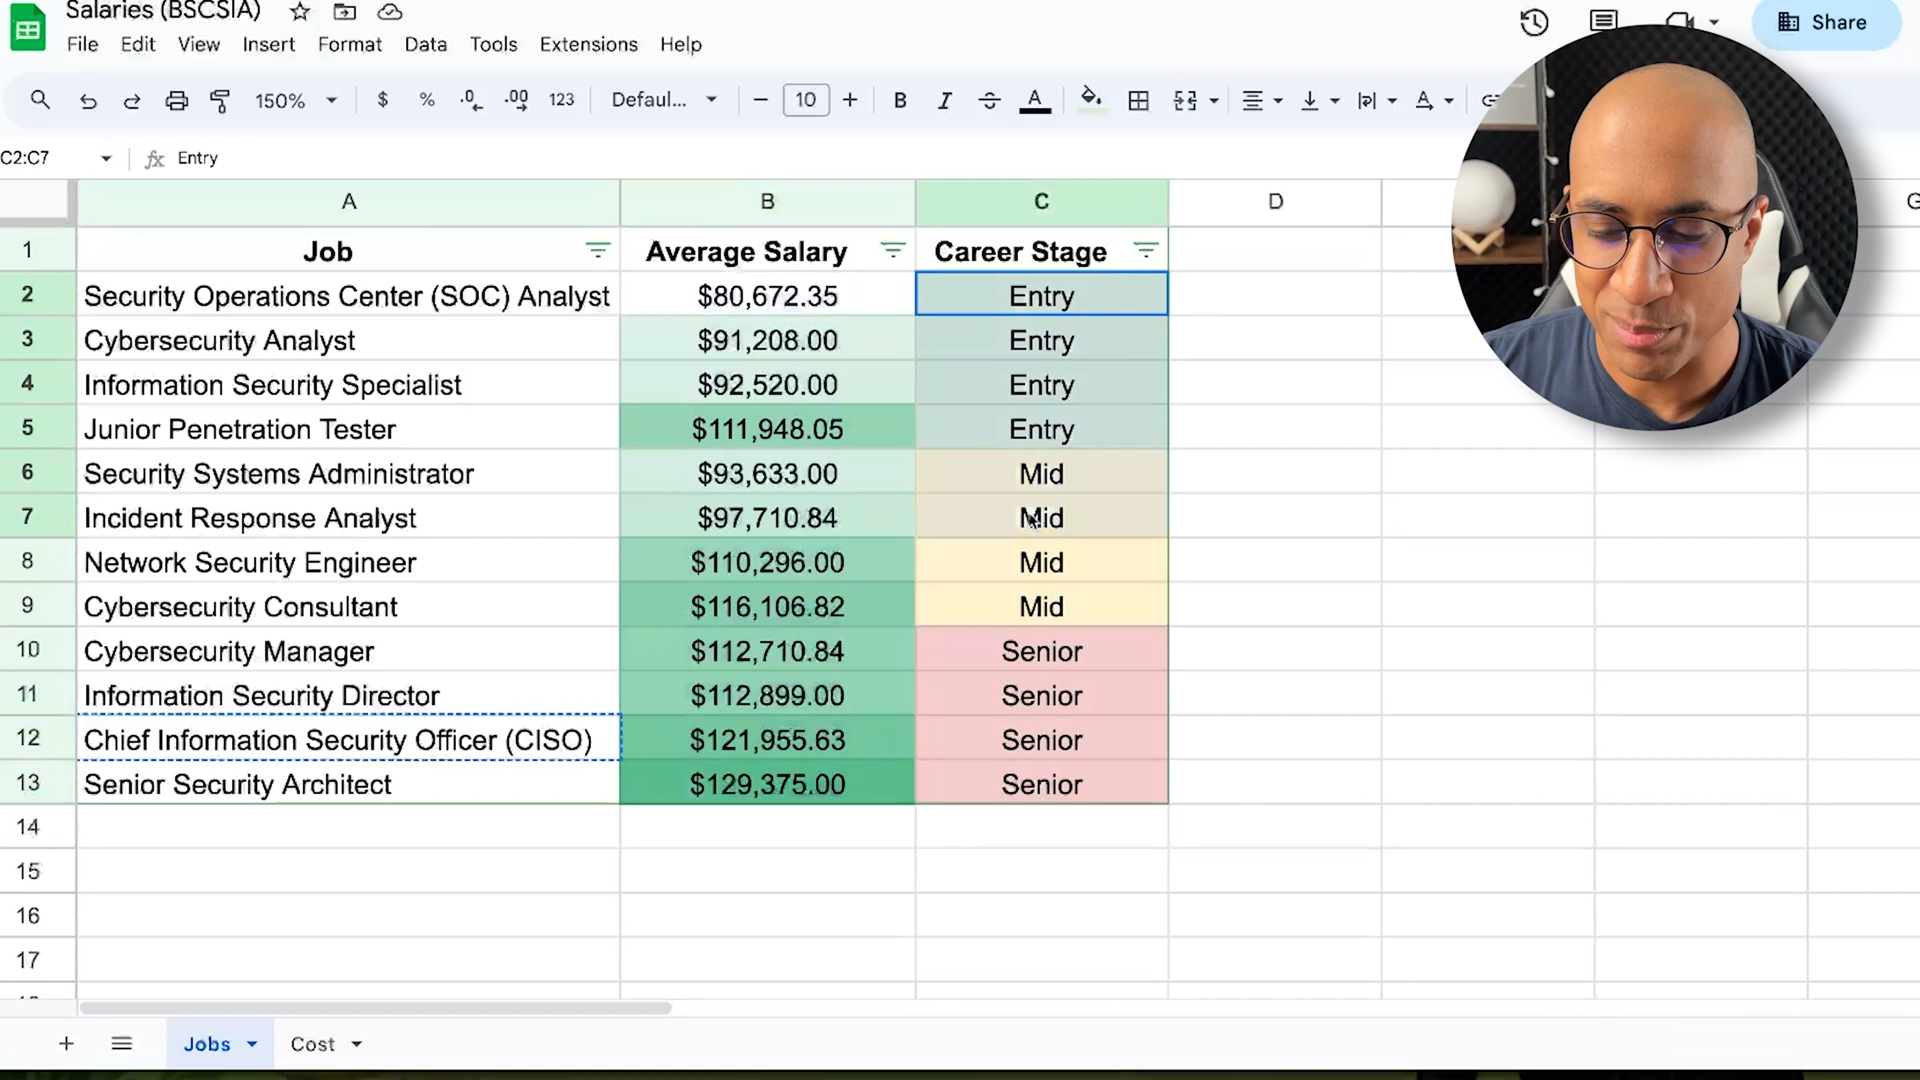 Salaries (BSCSIA)
File Edit View Insert Format Data Tools Extensions Help
Share
150% $ % .0 .00 123 Defaul... 10 B I A A
C2:C7 fx Entry
A B C D G
1 Job Average Salary Career Stage
2 Security Operations Center (SOC) Analyst $80,672.35 Entry
3 Cybersecurity Analyst $91,208.00 Entry
4 Information Security Specialist $92,520.00 Entry
5 Junior Penetration Tester $111,948.05 Entry
6 Security Systems Administrator $93,633.00 Mid
7 Incident Response Analyst $97,710.84 Mid
8 Network Security Engineer $110,296.00 Mid
9 Cybersecurity Consultant $116,106.82 Mid
10 Cybersecurity Manager $112,710.84 Senior
11 Information Security Director $112,899.00 Senior
12 Chief Information Security Officer (CISO) $121,955.63 Senior
13 Senior Security Architect $129,375.00 Senior
14
15
16
17
+ Jobs Cost